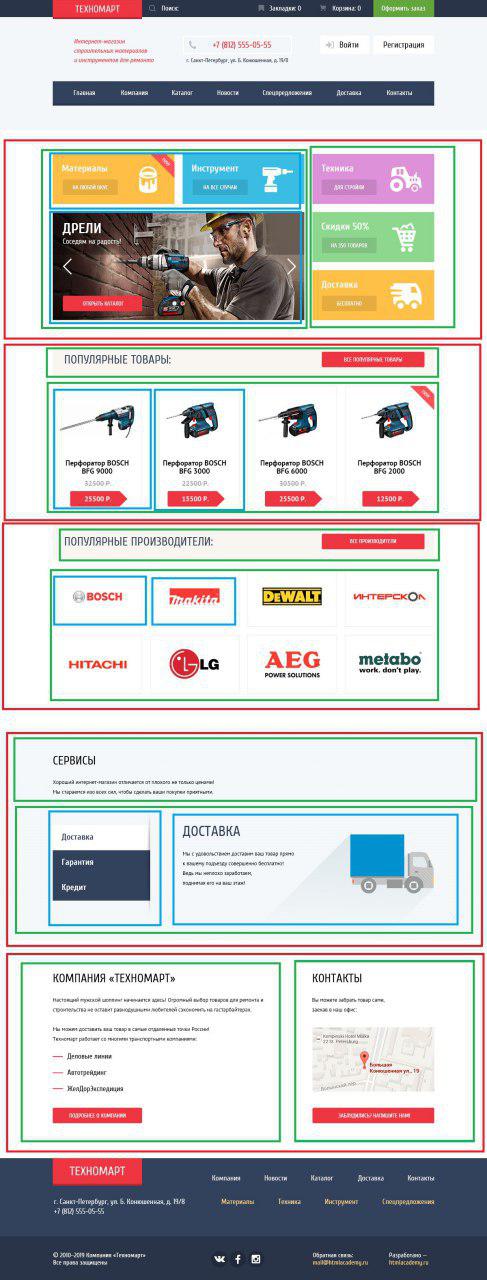 ТЕХНОМАРТ
Поиск:
Закладки: 0
Корзина: 0
Оформить заказ
Интернет-магазин
строительных материалов
и инструментов для ремонта
+7 (812) 555-05-55
г. Санкт-Петербург, ул. Б. Конюшенная, д. 19/8
Войти
Регистрация
Главная
Компания
Каталог
Новости
Спецпредложения
Доставка
Контакты
Материалы
НА ЛЮБОЙ ВКУС
Инструмент
НА ВСЕ СЛУЧАИ
Техника
ДЛЯ СТРОЙКИ
ДРЕЛИ
Соседям на радость!
ОТКРЫТЬ КАТАЛОГ
Скидки 50%
НА 350 ТОВАРОВ
Доставка
БЕСПЛАТНО
ПОПУЛЯРНЫЕ ТОВАРЫ:
ВСЕ ПОПУЛЯРНЫЕ ТОВАРЫ
Перфоратор BOSCH
BFG 9000
32500 Р.
25500 Р.
Перфоратор BOSCH
BFG 3000
22500 Р.
15500 Р.
Перфоратор BOSCH
BFG 6000
30500 Р.
25500 Р.
Перфоратор BOSCH
BFG 2000
12500 Р.
ПОПУЛЯРНЫЕ ПРОИЗВОДИТЕЛИ:
ВСЕ ПРОИЗВОДИТЕЛИ
BOSCH
makita
DEWALT
ИНТЕРСКОЛ
HITACHI
LG
AEG
POWER SOLUTIONS
metabo
work. don't play.
СЕРВИСЫ
Хороший интернет-магазин отличается от плохого не только ценами!
Мы стараемся изо всех сил, чтобы сделать ваши покупки приятными.
Доставка
Гарантия
Кредит
ДОСТАВКА
Мы с удовольствием доставим ваш товар прямо
к вашему подъезду совершенно бесплатно!
Ведь мы неплохо заработаем,
поднимая его на ваш этаж!
КОМПАНИЯ «ТЕХНОМАРТ»
Настоящий мужской шоппинг начинается здесь! Огромный выбор товаров для ремонта и
строительства не оставит равнодушными любителей сэкономить на гастарбайтерах.
Мы можем доставить ваш товар в самые отдаленные точки России!
Техномарт работает со многими транспортными компаниями:
Деловые линии
Автотрейдинг
ЖелДорЭкспедиция
ПОДРОБНЕЕ О КОМПАНИИ
КОНТАКТЫ
Вы можете забрать товар сами,
заехав в наш офис:
Kempinski Hotel Moika
22 St. Petersburg
Большая
Конюшенная ул., 19
ЗАБЛУДИЛИСЬ? НАПИШИТЕ НАМ!
ТЕХНОМАРТ
Компания
Новости
Каталог
Доставка
Контакты
г. Санкт-Петербург, ул. Б. Конюшенная, д. 19/8
+7 (812) 555-05-55
Материалы
Техника
Инструмент
Спецпредложения
© 2010–2019 Компания «Техномарт»
Все права защищены
Обратная связь:
mail@htmlacademy.ru
Разработано —
htmlacademy.ru